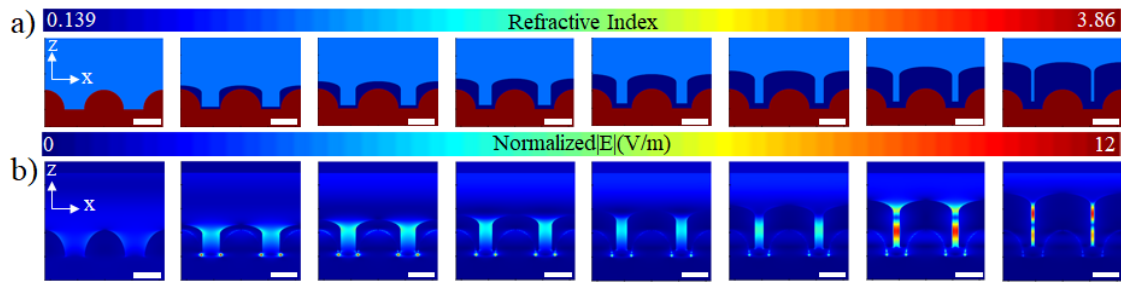 a)
0.139 Refractive Index 3.86
z
x
0 Normalized|E|(V/m) 12
b)
z
x